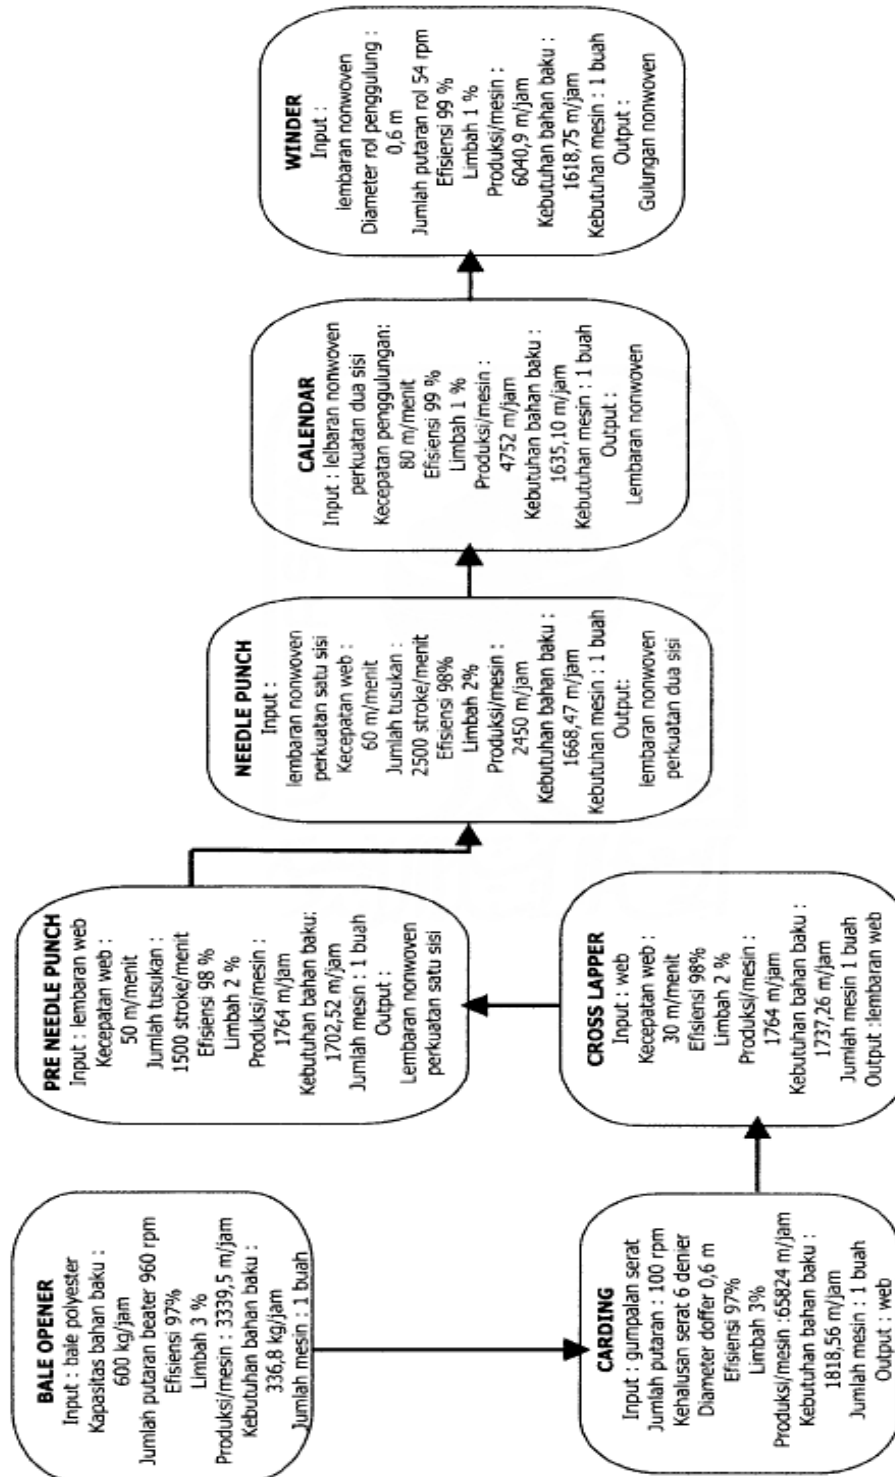 BALE OPENER
Input : bale polyester
Kapasitas bahan baku :
600 kg/jam
Jumlah putaran beater 960 rpm
Efisiensi 97%
Limbah 3 %
Produksi/mesin : 3339,5 m/jam
Kebutuhan bahan baku :
336,8 kg/jam
Jumlah mesin : 1 buah
CARDING
Input : gumpalan serat
Jumlah putaran : 100 rpm
Kehalusan serat 6 denier
Diameter doffer 0,6 m
Efisiensi 97%
Limbah 3%
Produksi/mesin :65824 m/jam
Kebutuhan bahan baku :
1818,56 m/jam
Jumlah mesin : 1 buah
Output : web
CROSS LAPPER
Input : web
Kecepatan web :
30 m/menit
Efisiensi 98%
Limbah 2 %
Produksi/mesin :
1764 m/jam
Kebutuhan bahan baku :
1737,26 m/jam
Jumlah mesin 1 buah
Output :lembaran web
PRE NEEDLE PUNCH
Input : lembaran web
Kecepatan web :
50 m/menit
Jumlah tusukan :
1500 stroke/menit
Efisiensi 98 %
Limbah 2 %
Produksi/mesin :
1764 m/jam
Kebutuhan bahan baku:
1702,52 m/jam
Jumlah mesin : 1 buah
Output :
Lembaran nonwoven
perkuatan satu sisi
NEEDLE PUNCH
Input :
lembaran nonwoven
perkuatan satu sisi
Kecepatan web :
60 m/menit
Jumlah tusukan :
2500 stroke/menit
Efisiensi 98%
Limbah 2%
Produksi/mesin :
2450 m/jam
Kebutuhan bahan baku :
1668,47 m/jam
Kebutuhan mesin : 1 buah
Output:
lembaran nonwoven
perkuatan dua sisi
CALENDAR
Input : lelbaran nonwoven
perkuatan dua sisi
Kecepatan penggulungan:
80 m/menit
Efisiensi 99 %
Limbah 1 %
Produksi/mesin :
4752 m/jam
Kebutuhan bahan baku :
1635,10 m/jam
Kebutuhan mesin : 1 buah
Output :
Lembaran nonwoven
WINDER
Input :
lembaran nonwoven
Diameter rol penggulung :
0,6 m
Jumlah putaran rol 54 rpm
Efisiensi 99 %
Limbah 1 %
Produksi/mesin :
6040,9 m/jam
Kebutuhan bahan baku :
1618,75 m/jam
Kebutuhan mesin : 1 buah
Output :
Gulungan nonwoven